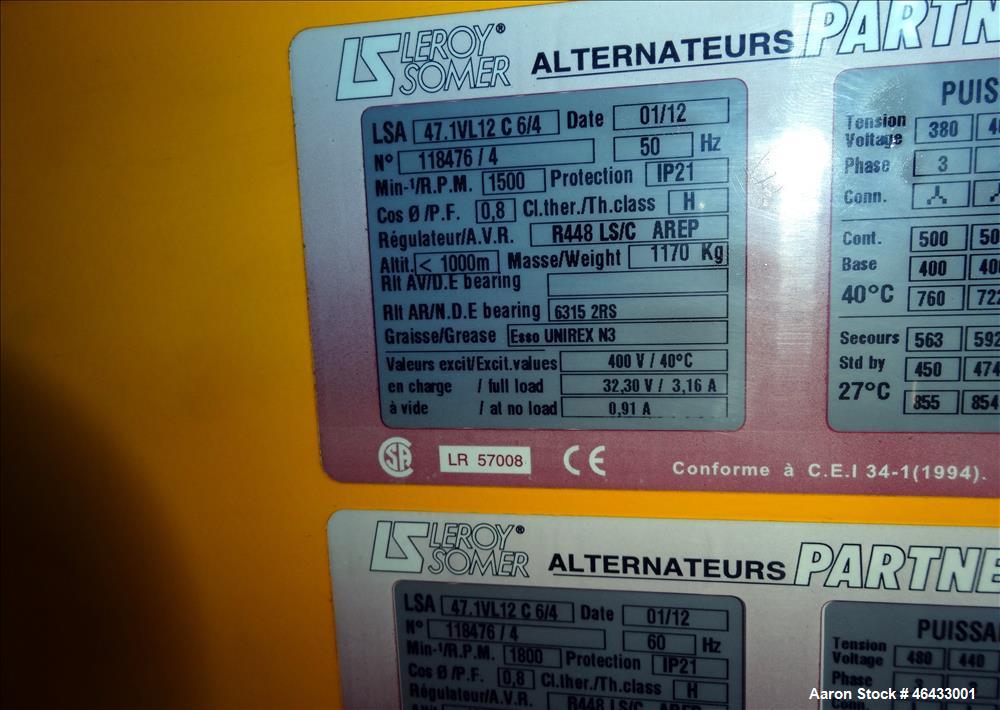 LS LEROY® SOMER ALTERNATEURS PARTN
LSA 47.1VL12 C 6/4 Date 01/12
N° 118476 / 4 50 Hz
Min-¹/R.P.M. 1500 Protection IP21
Cos Ø /P.F. 0,8 Cl.ther./Th.class H
Régulateur/A.V.R. R448 LS/C AREP
Altit. < 1000m Masse/Weight 1170 Kg
Rlt AV/D.E bearing
Rlt AR/N.D.E bearing 6315 2RS
Graisse/Grease Esso UNIREX N3
Valeurs excit/Excit.values 400 V / 40°C
en charge / full load 32,30 V / 3,16 A
à vide / at no load 0,91 A
PUIS
Tension
Voltage 380 4
Phase 3
Conn.
Cont. 500 50
Base 400 40
40°C 760 722
Secours 563 592
Std by 450 474
27°C 855 854
SA LR 57008 CE Conforme à C.E.I 34-1(1994).
LS LEROY® SOMER ALTERNATEURS PARTNE
LSA 47.1VL12 C 6/4 Date 01/12
N° 118476 / 4 60 Hz
Min-¹/R.P.M. 1800 Protection IP21
Cos Ø /P.F. 0,8 Cl.ther./Th.class H
Régulateur/A.V.R. R448 LS/C AREP
PUISSA
Tension
Voltage 480 440
Phase
Aaron Stock # 46433001